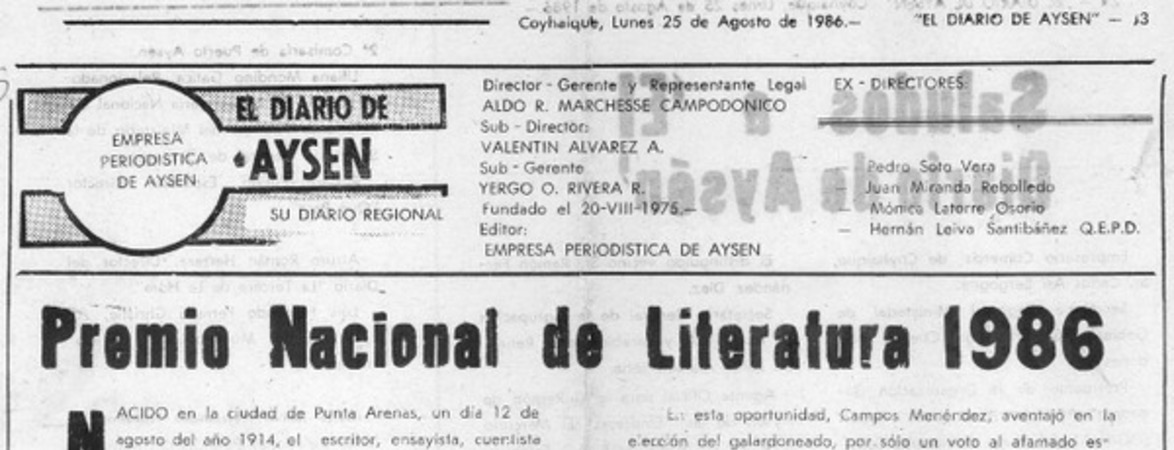 Coyhaique, Lunes 25 de Agosto de 1986.—
"EL DIARIO DE AYSEN" — 3
EMPRESA
PERIODISTICA
DE AYSEN
EL DIARIO DE
AYSEN
SU DIARIO REGIONAL
Director - Gerente y Representante Legal
ALDO R. MARCHESSE CAMPODONICO
Sub - Director:
VALENTIN ALVAREZ A.
Sub - Gerente
YERGO O. RIVERA R.
Fundado el 20-VIII-1975.—
Editor:
EMPRESA PERIODISTICA DE AYSEN
EX - DIRECTORES:
— Pedro Soto Vera
— Juan Miranda Rebolledo
— Mónica Latorre Osorio
— Hernán Leiva Santibáñez Q.E.P.D.
Premio Nacional de Literatura 1986
NACIDO en la ciudad de Punta Arenas, un día 12 de
agosto del año 1914, el escritor, ensayista, cuentista
En esta oportunidad, Campos Menéndez, aventajó en la
elección del galardoneado, por sólo un voto al afamado es-